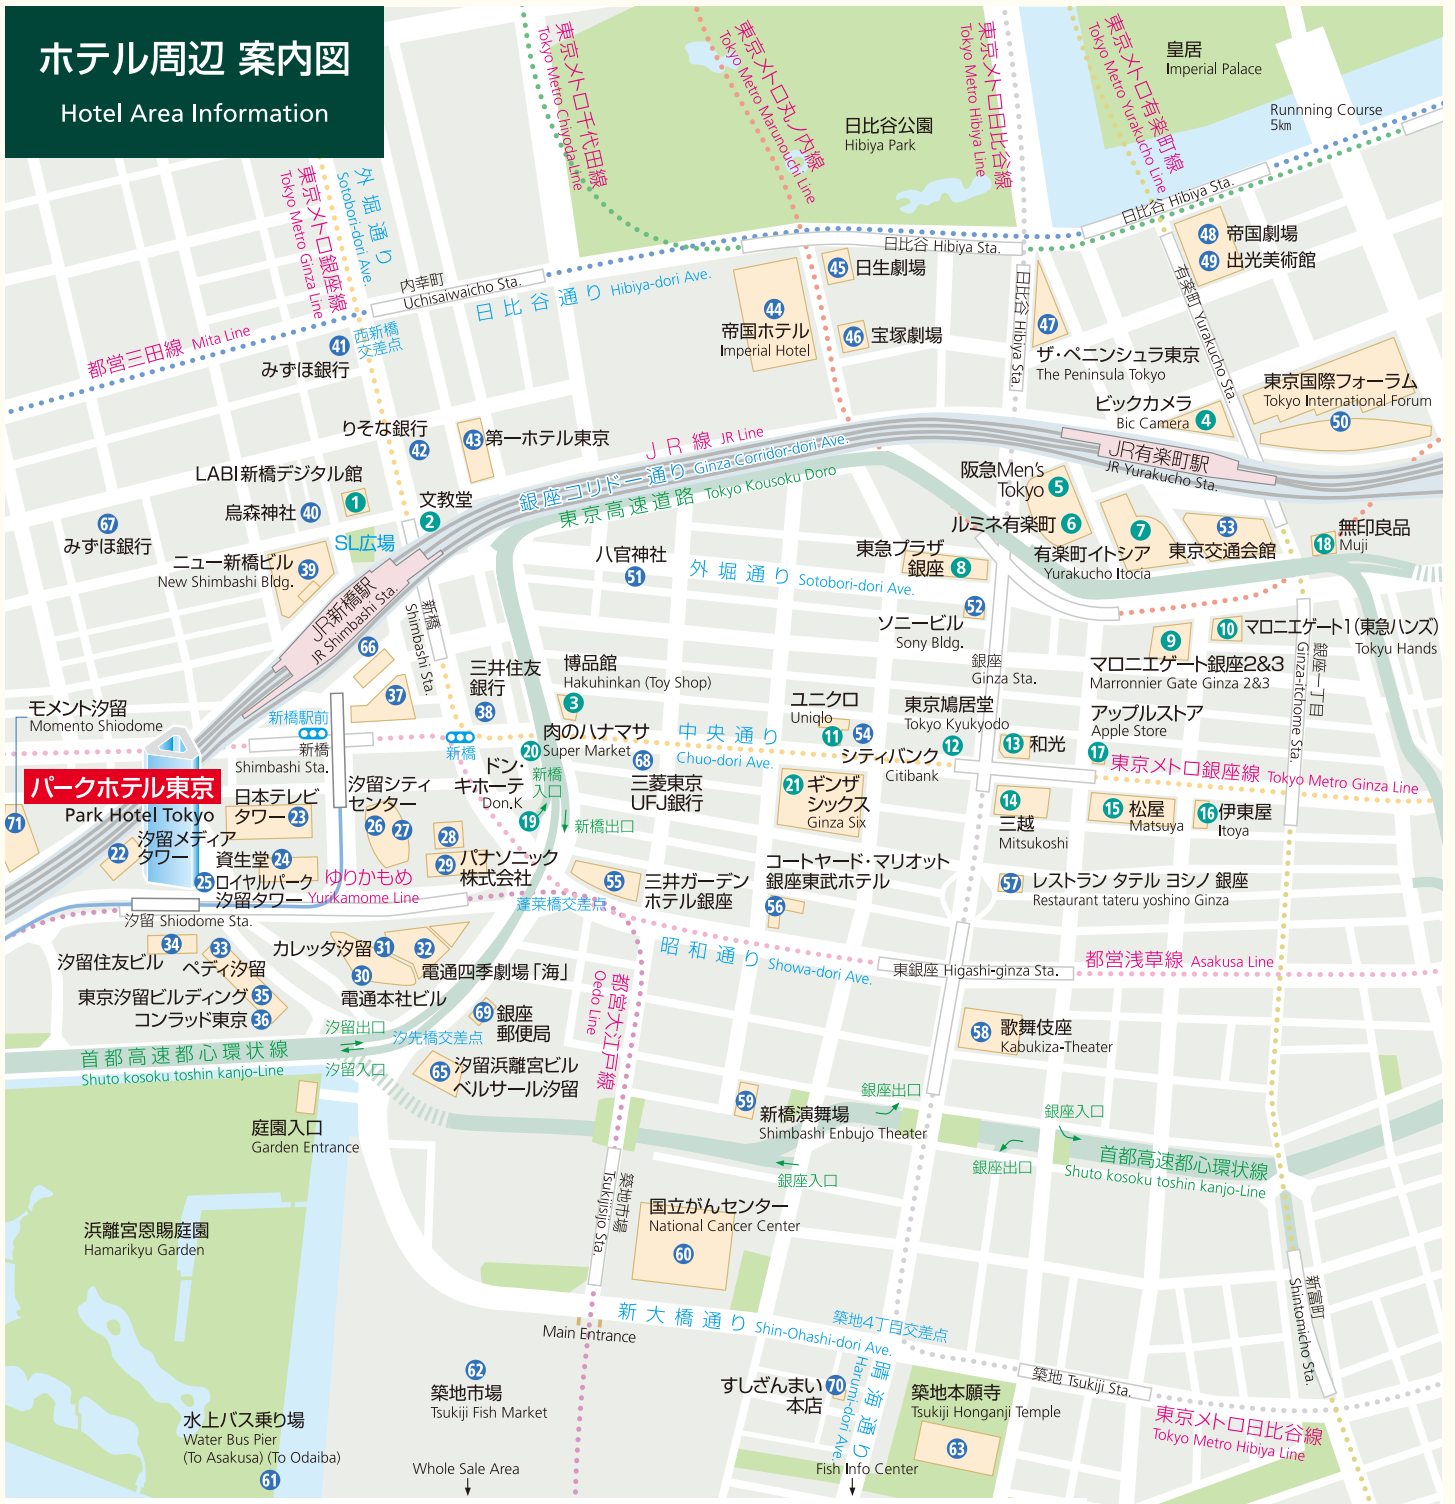 ホテル周辺 案内図
Hotel Area Information
東京メトロ千代田線
Tokyo Metro Chiyoda Line
東京メトロ丸ノ内線
Tokyo Metro Marunouchi Line
東京メトロ日比谷線
Tokyo Metro Hibiya Line
東京メトロ有楽町線
Tokyo Metro Yurakucho Line
皇居
Imperial Palace
Runnning Course
5km
日比谷公園
Hibiya Park
東京メトロ銀座線
Tokyo Metro Ginza Line
外堀通り
Sotobori-dori Ave.
内幸町
Uchisaiwaicho Sta.
日比谷通り Hibiya-dori Ave.
日比谷 Hibiya Sta.
日比谷 Hibiya Sta.
日比谷 Hibiya Sta.
有楽町 Yurakucho Sta.
48 帝国劇場
49 出光美術館
45 日生劇場
44
帝国ホテル
Imperial Hotel
46 宝塚劇場
47
ザ・ペニンシュラ東京
The Peninsula Tokyo
都営三田線 Mita Line
41
西新橋
交差点
みずほ銀行
ビックカメラ
Bic Camera 4
東京国際フォーラム
Tokyo International Forum
50
りそな銀行
42
43 第一ホテル東京
JR線 JR Line
銀座コリドー通り Ginza Corridor-dori Ave.
東京高速道路 Tokyo Kousoku Doro
JR有楽町駅
JR Yurakucho Sta.
LABI新橋デジタル館
1
烏森神社 40
文教堂
2
SL広場
67
みずほ銀行
ニュー新橋ビル
New Shimbashi Bldg.
39
阪急Men's
Tokyo 5
ルミネ有楽町 6
7
有楽町イトシア
Yurakucho Itocia
53
東京交通会館
18
無印良品
Muji
八官神社
51
東急プラザ
銀座 8
外堀通り Sotobori-dori Ave.
52
ソニービル
Sony Bldg.
銀座
Ginza Sta.
9
マロニエゲート銀座2&3
Marronnier Gate Ginza 2&3
10 マロニエゲート1(東急ハンズ)
Tokyu Hands
銀座一丁目
Ginza-itchome Sta.
JR新橋駅
JR Shimbashi Sta.
新橋
Shimbashi Sta.
66
37
三井住友
銀行
38
博品館
Hakuhinkan (Toy Shop)
3
モメント汐留
Momento Shiodome
新橋駅前
新橋
Shimbashi Sta.
新橋
20
肉のハナマサ
Super Market
68
三菱東京
UFJ銀行
中央通り
Chuo-dori Ave.
ユニクロ
Uniqlo
11
54
シティバンク
Citibank
東京鳩居堂
Tokyo Kyukyodo
12
13 和光
アップルストア
Apple Store
17
東京メトロ銀座線 Tokyo Metro Ginza Line
パークホテル東京
Park Hotel Tokyo
71
日本テレビ
タワー 23
汐留シティ
センター
26
27
28
29
パナソニック
株式会社
ドン・
キホーテ
Don.K
19
新橋
入口
新橋出口
21 ギンザ
シックス
Ginza Six
14
三越
Mitsukoshi
15 松屋
Matsuya
16 伊東屋
Itoya
22
汐留メディア
タワー
資生堂 24
25 ロイヤルパーク
汐留タワー
ゆりかもめ
Yurikamome Line
汐留 Shiodome Sta.
蓬莱橋交差点
55
三井ガーデン
ホテル銀座
コートヤード・マリオット
銀座東武ホテル
56
57 レストラン タテル ヨシノ 銀座
Restaurant tateru yoshino Ginza
34
汐留住友ビル
33
ペディ汐留
カレッタ汐留 31
30
32
電通四季劇場「海」
電通本社ビル
東京汐留ビルディング 35
コンラッド東京 36
69 銀座
郵便局
都営大江戸線
Oedo Line
昭和通り Showa-dori Ave.
東銀座 Higashi-ginza Sta.
都営浅草線 Asakusa Line
58 歌舞伎座
Kabukiza-Theater
汐留出口
汐留入口
汐先橋交差点
首都高速都心環状線
Shuto kosoku toshin kanjo-Line
65 汐留浜離宮ビル
ベルサール汐留
59
新橋演舞場
Shimbashi Enbujo Theater
銀座出口
銀座入口
銀座出口
銀座入口
首都高速都心環状線
Shuto kosoku toshin kanjo-Line
庭園入口
Garden Entrance
浜離宮恩賜庭園
Hamarikyu Garden
築地市場
Tsukijisijo Sta.
国立がんセンター
National Cancer Center
60
新富町
Shintomicho Sta.
新大橋通り Shin-Ohashi-dori Ave.
築地4丁目交差点
Main Entrance
62
築地市場
Tsukiji Fish Market
すしざんまい
本店
70
晴海通り
Harumi-dori Ave.
築地本願寺
Tsukiji Honganji Temple
63
築地 Tsukiji Sta.
東京メトロ日比谷線
Tokyo Metro Hibiya Line
水上バス乗り場
Water Bus Pier
(To Asakusa) (To Odaiba)
61
Whole Sale Area
Fish Info Center